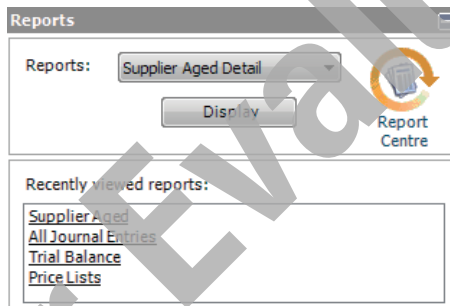 Reports
Reports:
Supplier Aged Detail
Display
Report
Centre
Recently viewed reports:
Supplier Aged
All Journal Entries
Trial Balance
Price Lists